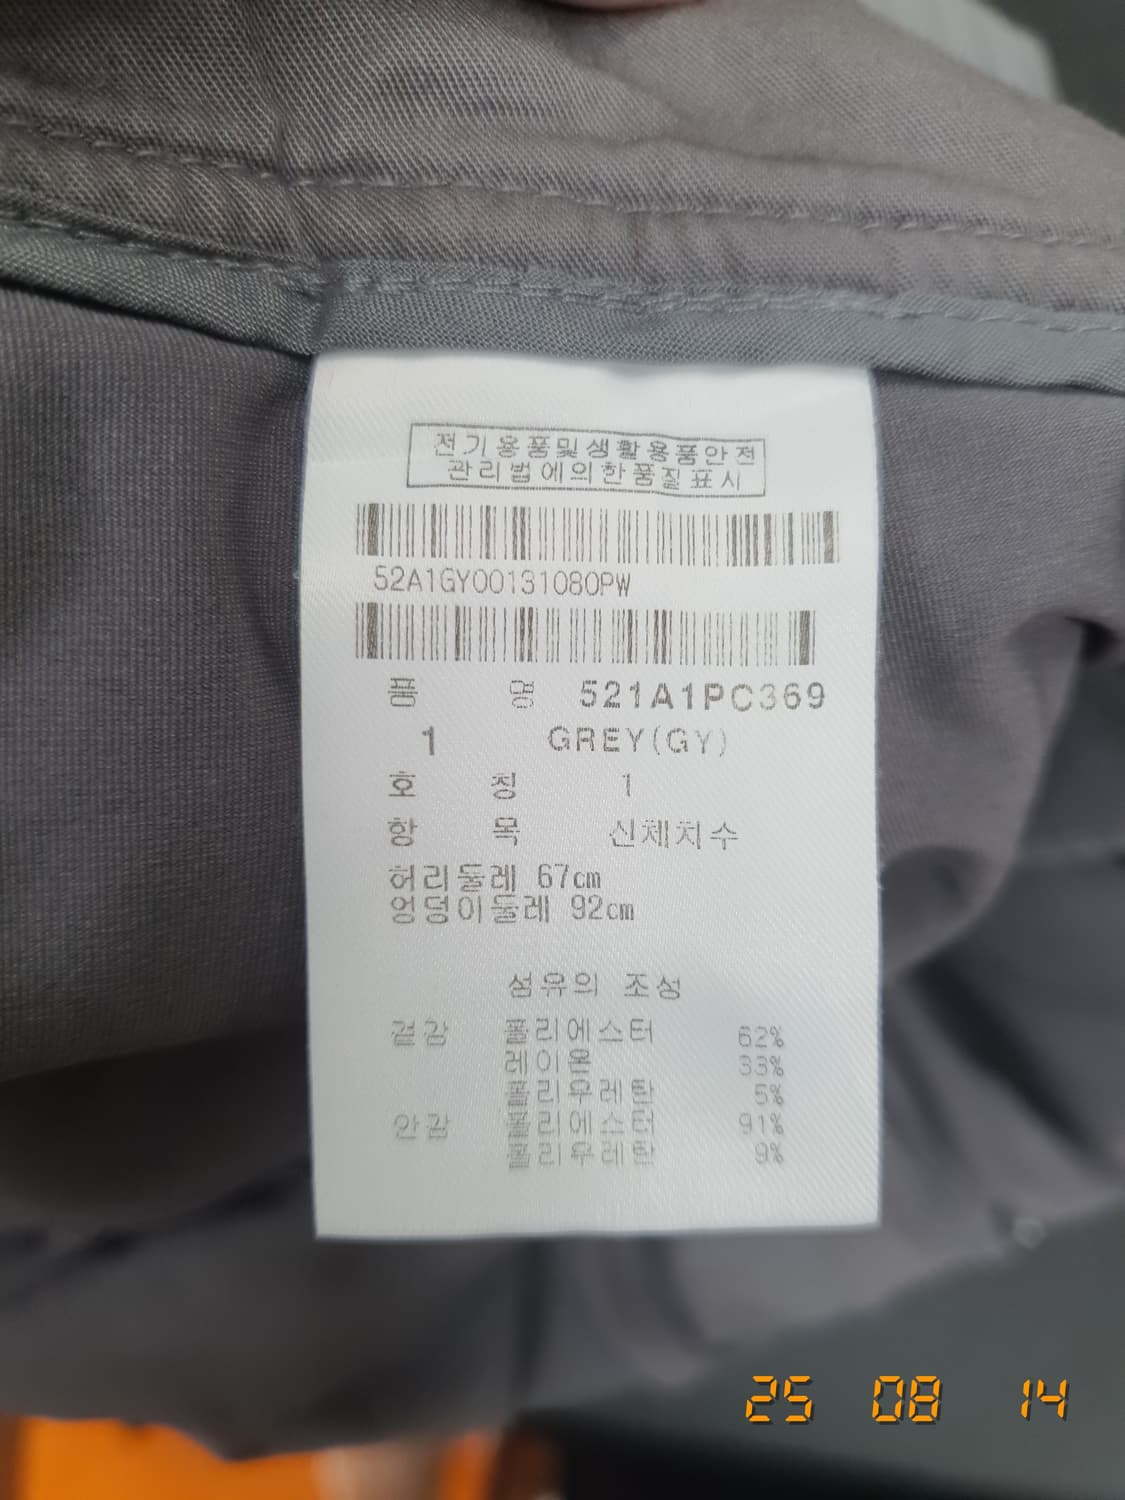 전기용품및생활용품안전
관리법에의한품질표시
52A1GY00131080PW
품 명 521A1PC369
1 GREY(GY)
호 칭 1
항 목 신체치수
허리둘레 67cm
엉덩이둘레 92cm
섬유의 조성
겉감 폴리에스터 62%
레이온 33%
폴리우레탄 5%
안감 폴리에스터 91%
폴리우레탄 9%
25 08 14